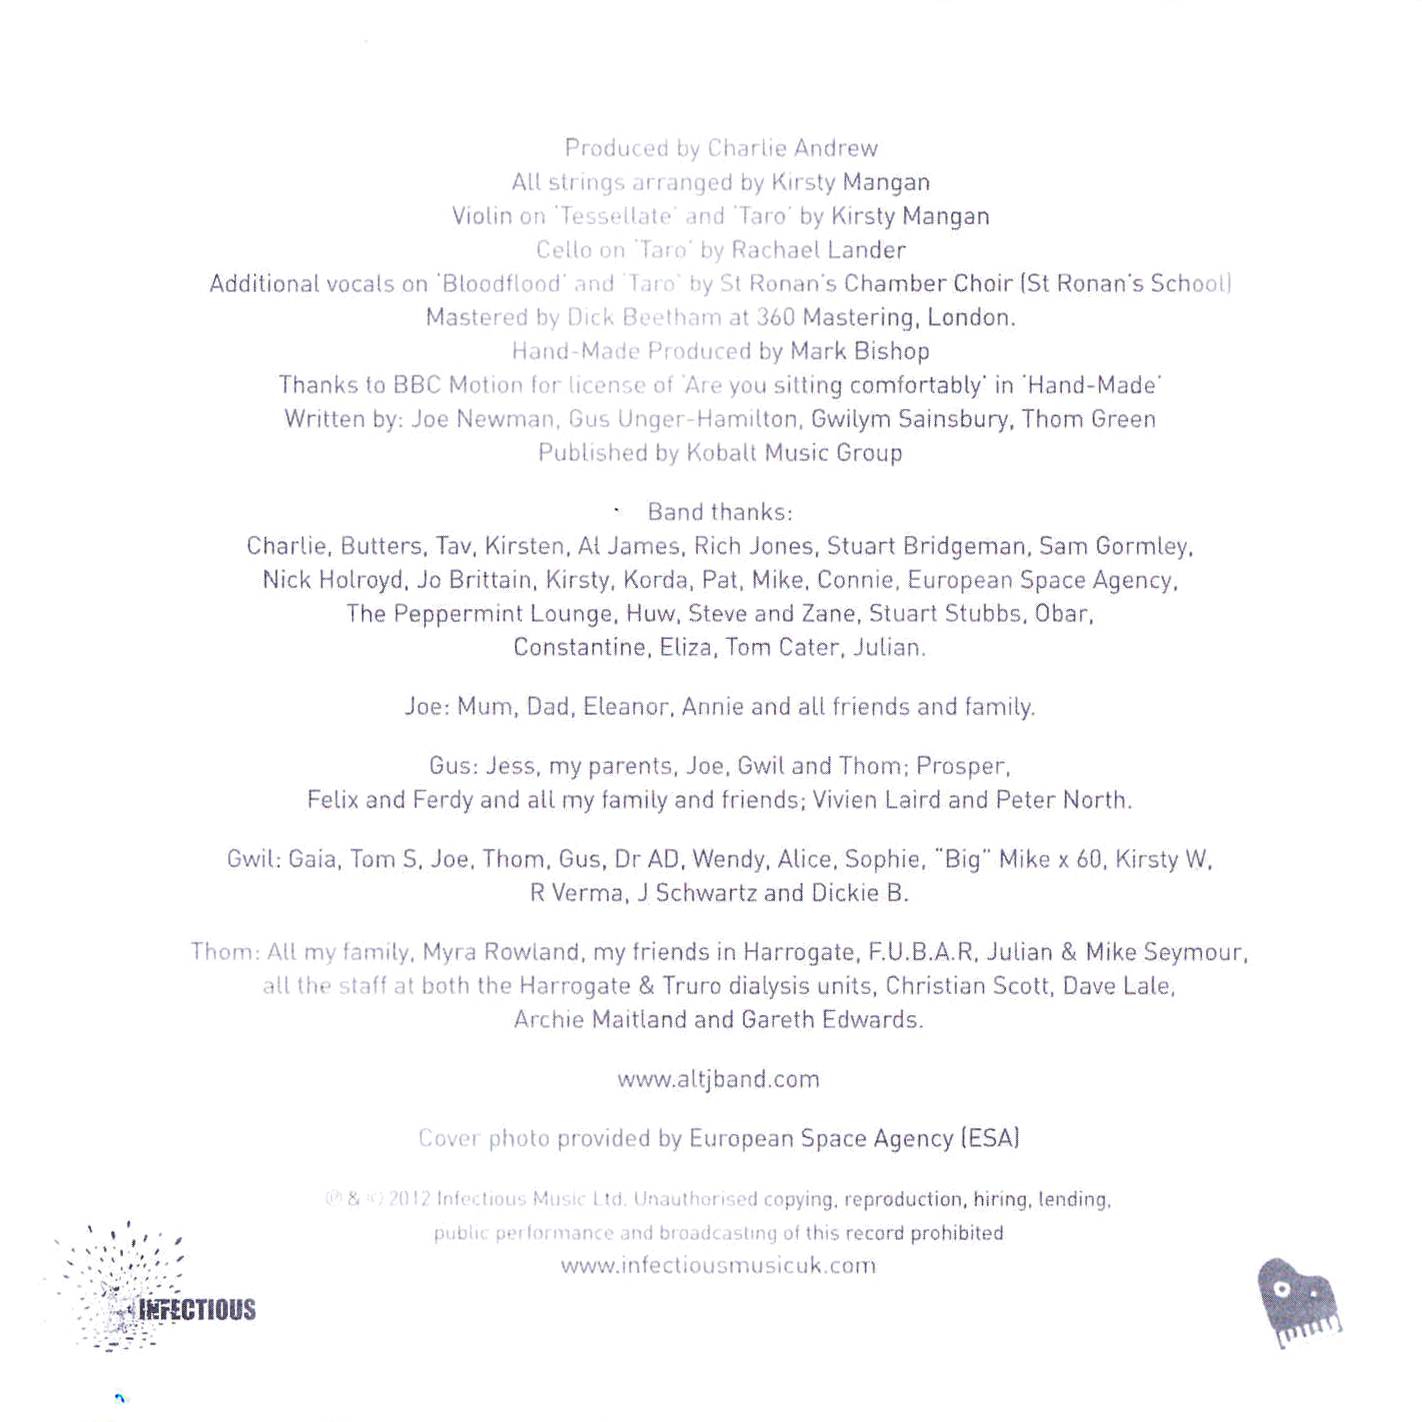 Produced by Charlie Andrew
All strings arranged by Kirsty Mangan
Violin on 'Tessellate' and 'Taro' by Kirsty Mangan
Cello on 'Taro' by Rachael Lander
Additional vocals on 'Bloodflood' and 'Taro' by St Ronan's Chamber Choir (St Ronan's School)
Mastered by Dick Beetham at 360 Mastering, London.
Hand-Made Produced by Mark Bishop
Thanks to BBC Motion for license of 'Are you sitting comfortably' in 'Hand-Made'
Written by: Joe Newman, Gus Unger-Hamilton, Gwilym Sainsbury, Thom Green
Published by Kobalt Music Group
Band thanks:
Charlie, Butters, Tav, Kirsten, Al James, Rich Jones, Stuart Bridgeman, Sam Gormley,
Nick Holroyd, Jo Brittain, Kirsty, Korda, Pat, Mike, Connie, European Space Agency,
The Peppermint Lounge, Huw, Steve and Zane, Stuart Stubbs, Obar,
Constantine, Eliza, Tom Cater, Julian.
Joe: Mum, Dad, Eleanor, Annie and all friends and family.
Gus: Jess, my parents, Joe, Gwil and Thom; Prosper,
Felix and Ferdy and all my family and friends; Vivien Laird and Peter North.
Gwil: Gaia, Tom S, Joe, Thom, Gus, Dr AD, Wendy, Alice, Sophie, "Big" Mike x 60, Kirsty W,
R Verma, J Schwartz and Dickie B.
Thom: All my family, Myra Rowland, my friends in Harrogate, F.U.B.A.R, Julian & Mike Seymour,
all the staff at both the Harrogate & Truro dialysis units, Christian Scott, Dave Lale,
Archie Maitland and Gareth Edwards.
www.altjband.com
Cover photo provided by European Space Agency (ESA)
℗ & © 2012 Infectious Music Ltd. Unauthorised copying, reproduction, hiring, lending,
public performance and broadcasting of this record prohibited
www.infectiousmusicuk.com
INFECTIOUS